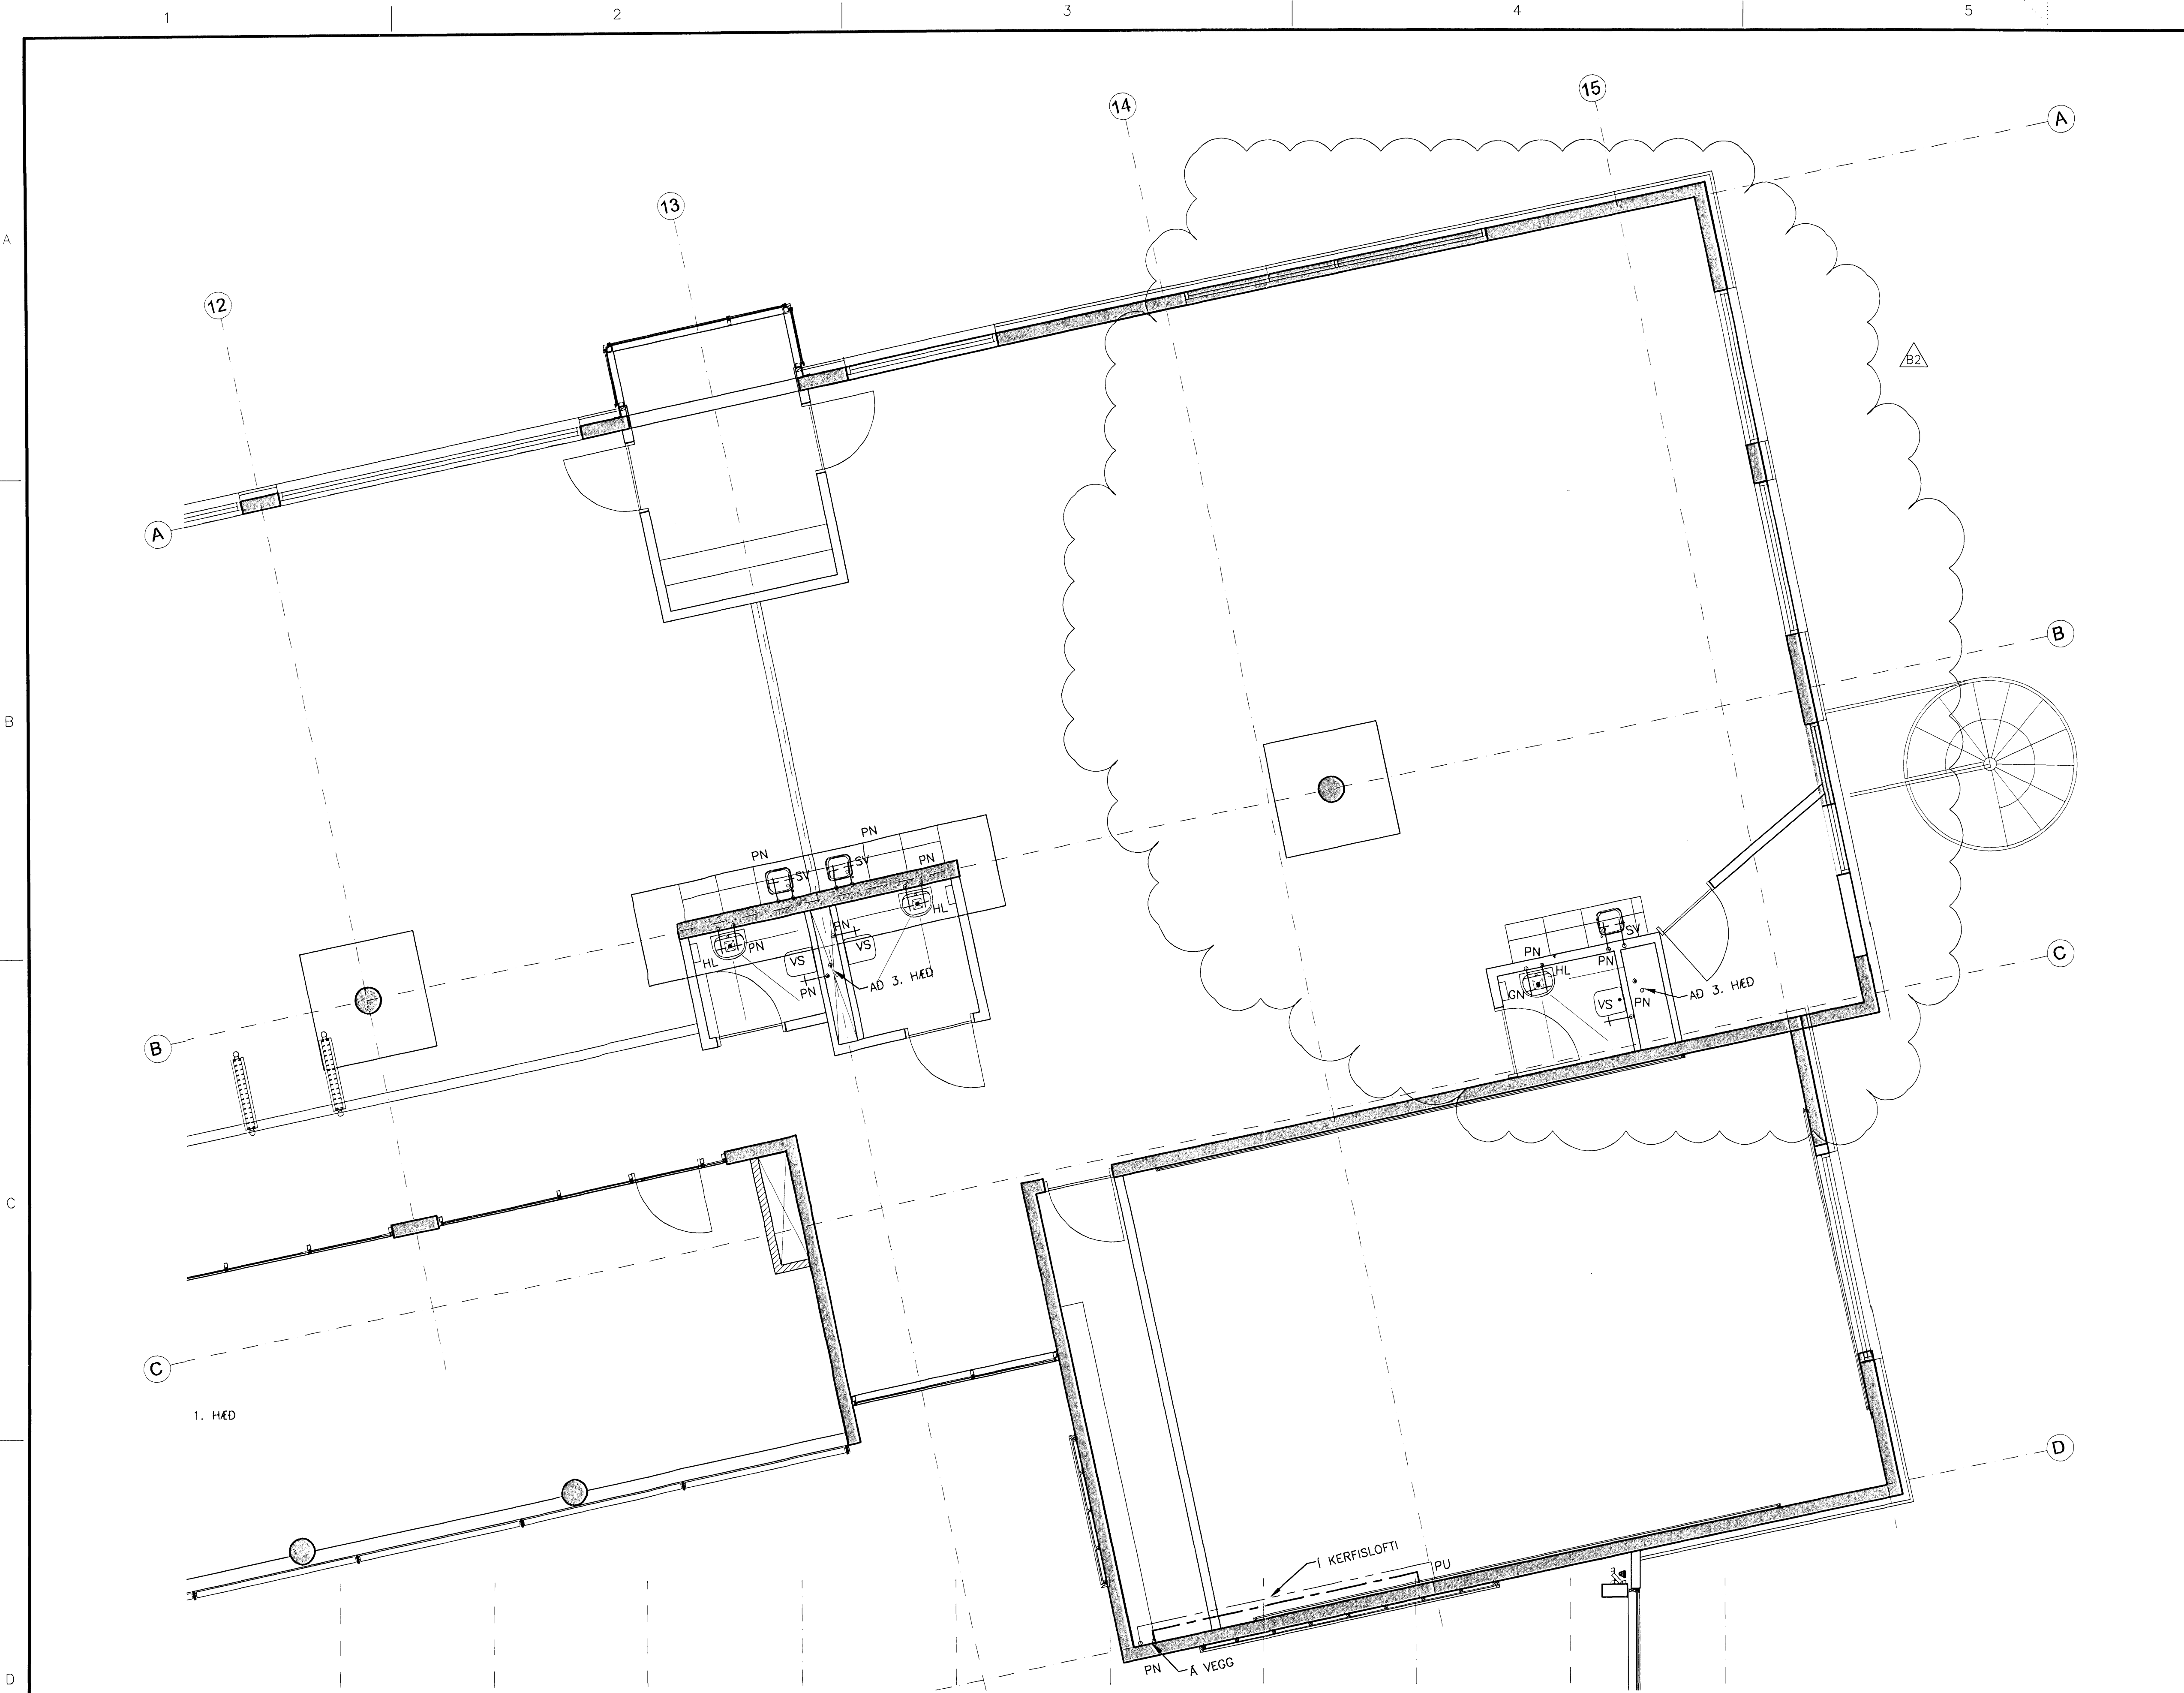 1 2 3 4 5
A
B
C
D
12
13
14
15
A
B
C
A
B
C
D
B2
PN
PN
SV
SV
PN
HL
PN
HL
PN
VS
VS
PN
AÐ 3. HÆÐ
SV
PN
PN
HL
GN
VS
PN
AÐ 3. HÆÐ
1. HÆÐ
Í KERFISLOFTI
PU
PN
Á VEGG